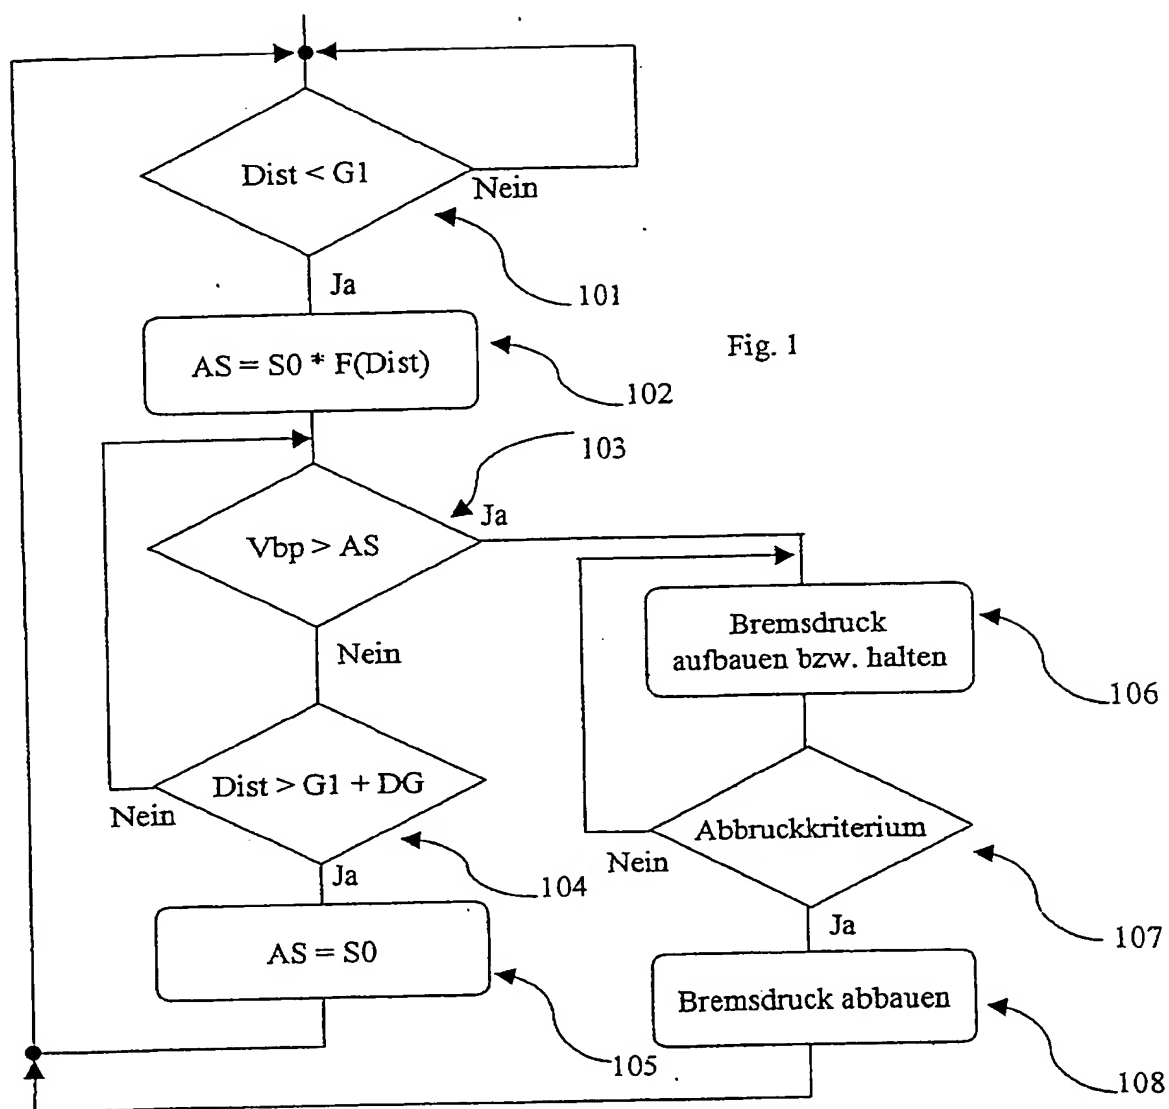 Dist < G1
Nein
Ja
101
AS = S0 * F(Dist)
Fig. 1
102
103
Ja
Vbp > AS
Nein
Bremsdruck
aufbauen bzw. halten
106
Dist > G1 + DG
Nein
Abbruckkriterium
Nein
Ja
104
107
Ja
AS = S0
Bremsdruck abbauen
105
108